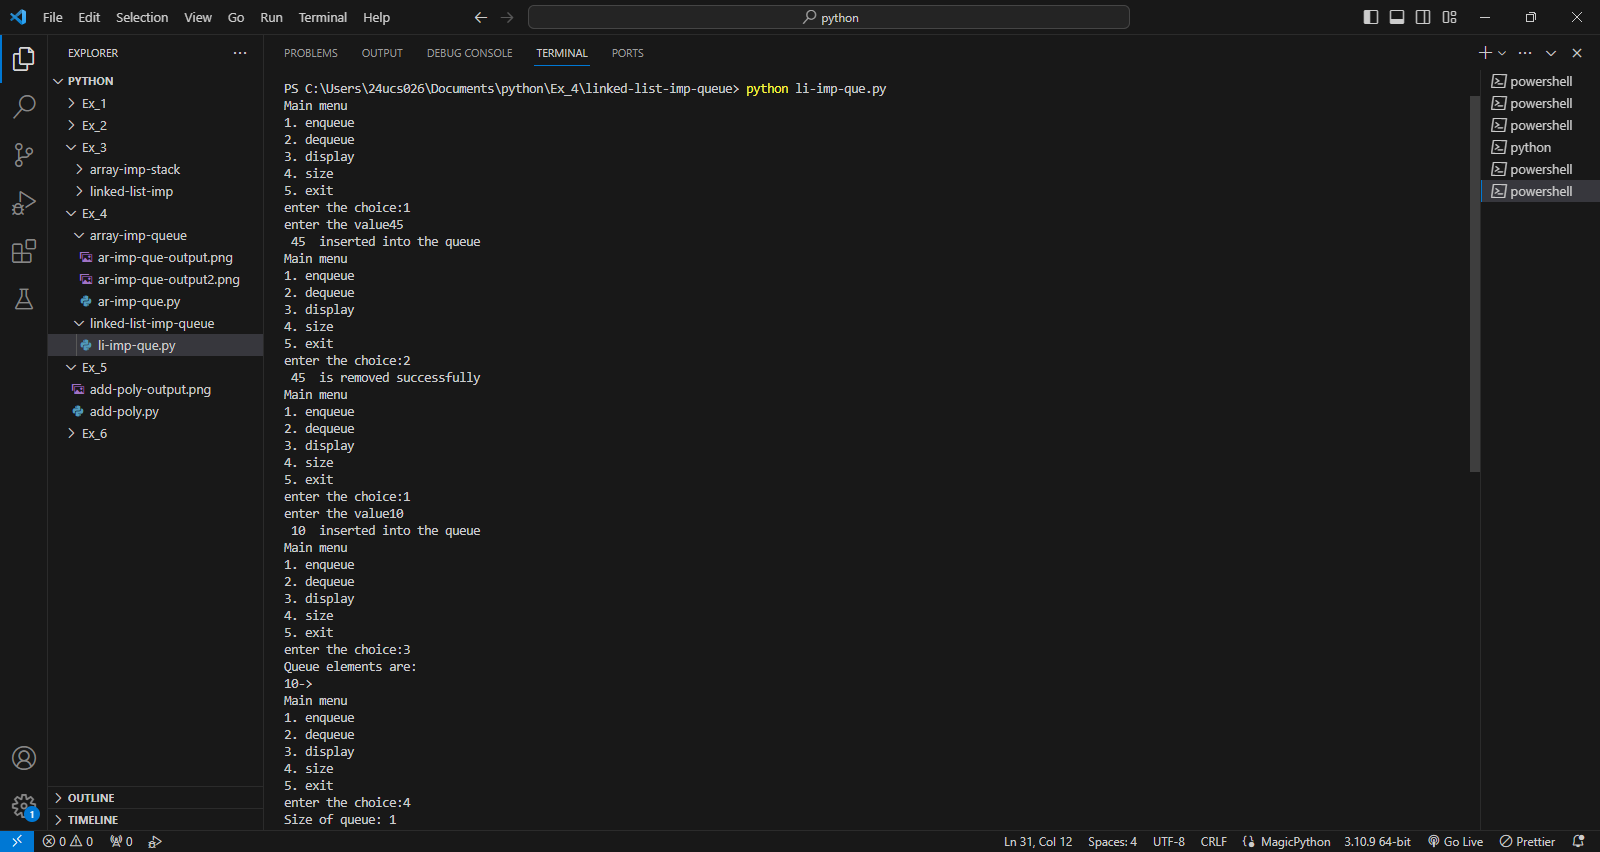 File Edit Selection View Go Run Terminal Help
python
EXPLORER
PYTHON
Ex_1
Ex_2
Ex_3
array-imp-stack
linked-list-imp
Ex_4
array-imp-queue
ar-imp-que-output.png
ar-imp-que-output2.png
ar-imp-que.py
linked-list-imp-queue
li-imp-que.py
Ex_5
add-poly-output.png
add-poly.py
Ex_6
OUTLINE
TIMELINE
PROBLEMS OUTPUT DEBUG CONSOLE TERMINAL PORTS
PS C:\Users\24ucs026\Documents\python\Ex_4\linked-list-imp-queue> python li-imp-que.py
Main menu
1. enqueue
2. dequeue
3. display
4. size
5. exit
enter the choice:1
enter the value45
 45  inserted into the queue
Main menu
1. enqueue
2. dequeue
3. display
4. size
5. exit
enter the choice:2
 45  is removed successfully
Main menu
1. enqueue
2. dequeue
3. display
4. size
5. exit
enter the choice:1
enter the value10
 10  inserted into the queue
Main menu
1. enqueue
2. dequeue
3. display
4. size
5. exit
enter the choice:3
Queue elements are:
10->
Main menu
1. enqueue
2. dequeue
3. display
4. size
5. exit
enter the choice:4
Size of queue: 1
powershell
powershell
powershell
python
powershell
powershell
1
0 0 0 Ln 31, Col 12 Spaces: 4 UTF-8 CRLF MagicPython 3.10.9 64-bit Go Live Prettier